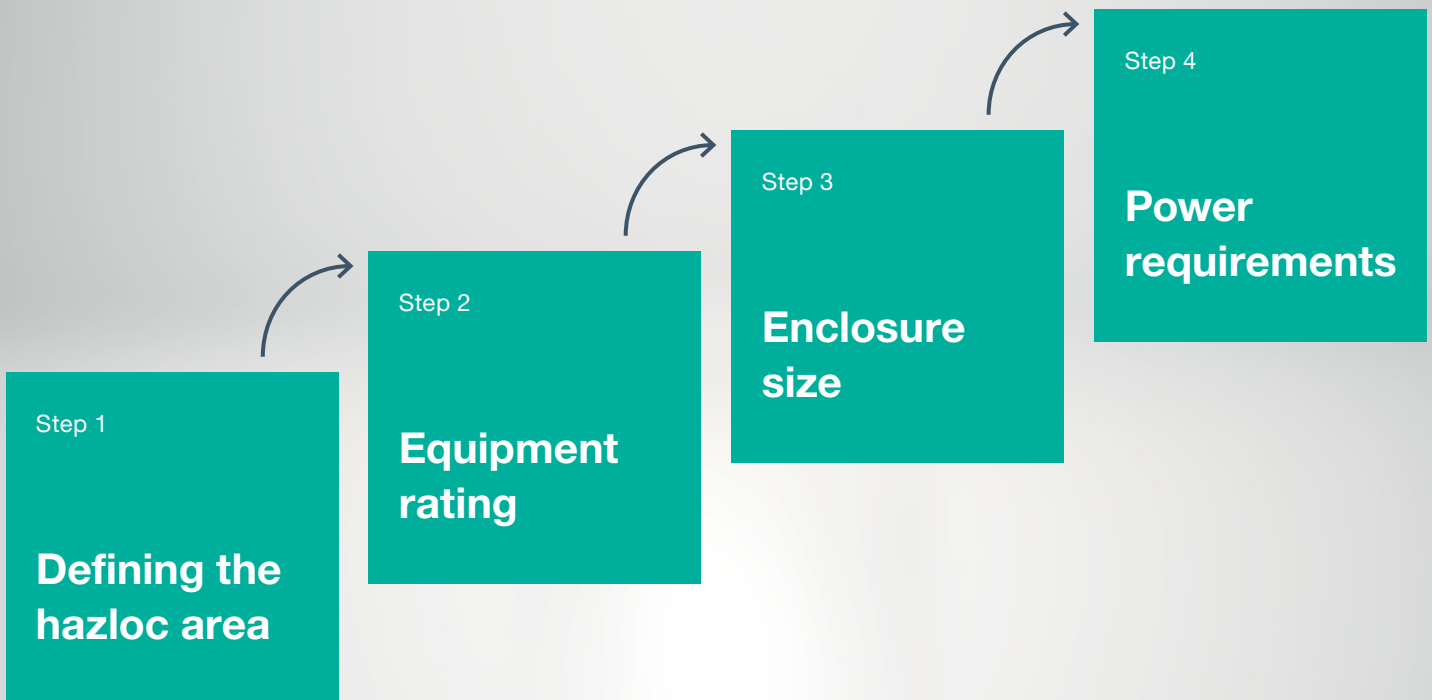 Step 1
Defining the
hazloc area
Step 2
Equipment
rating
Step 3
Enclosure
size
Step 4
Power
requirements